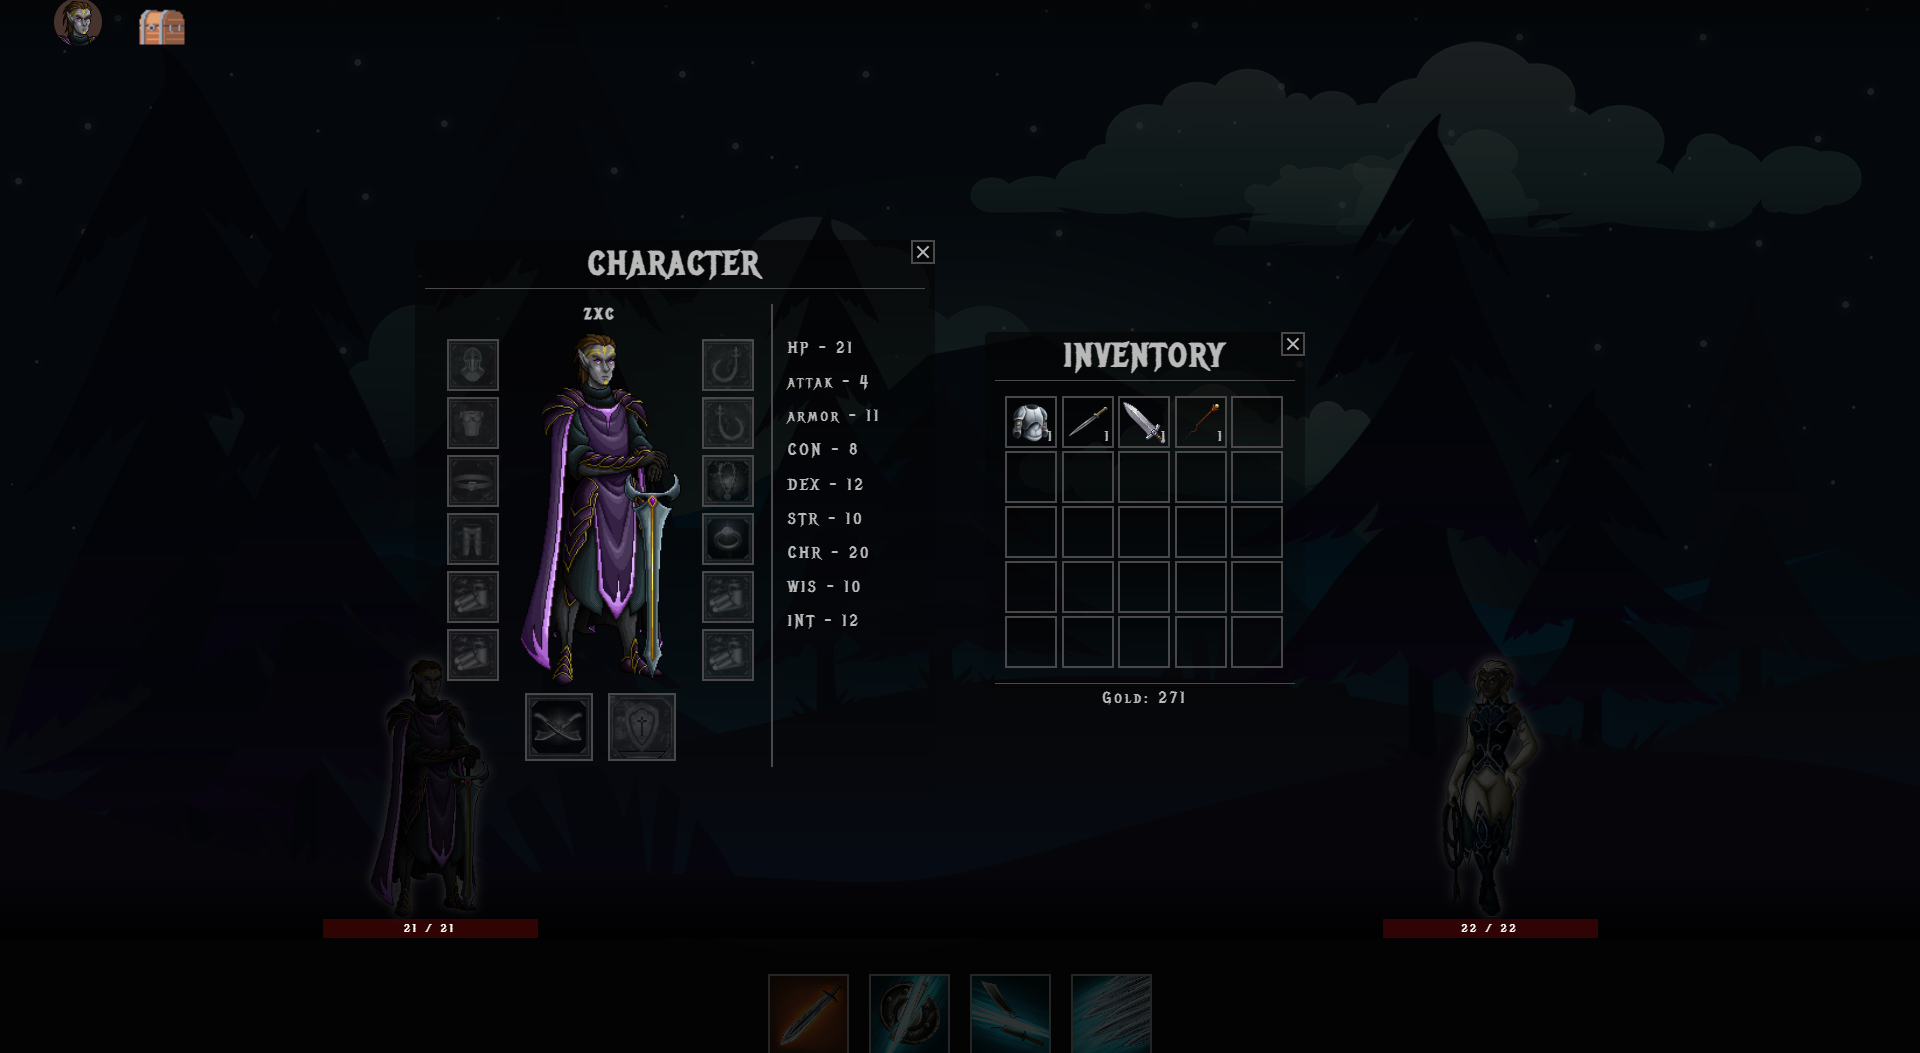 CHARACTER
ZXC
HP - 21
ATTAK - 4
ARMOR - 11
CON - 8
DEX - 12
STR - 10
CHR - 20
WIS - 10
INT - 12
INVENTORY
1
1
1
1
GOLD: 271
21 / 21
22 / 22